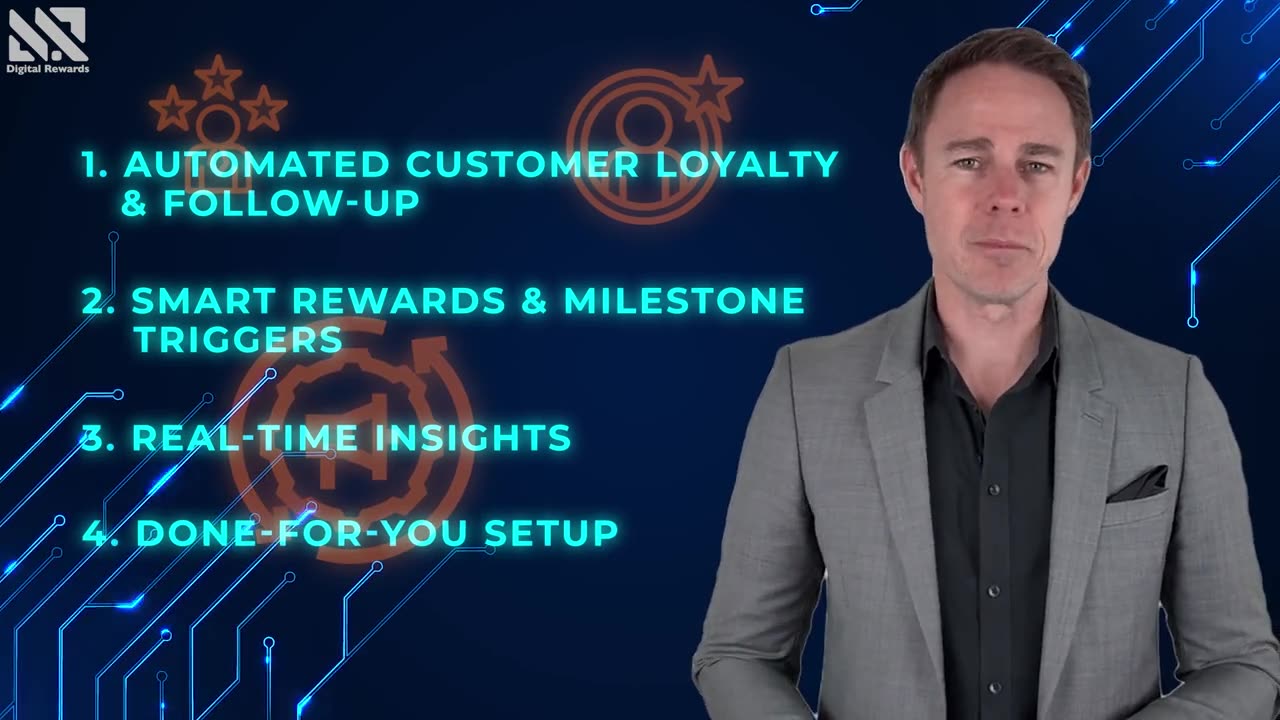 Digital Rewards
1. AUTOMATED CUSTOMER LOYALTY
& FOLLOW-UP
2. SMART REWARDS & MILESTONE
TRIGGERS
3. REAL-TIME INSIGHTS
4. DONE-FOR-YOU SETUP